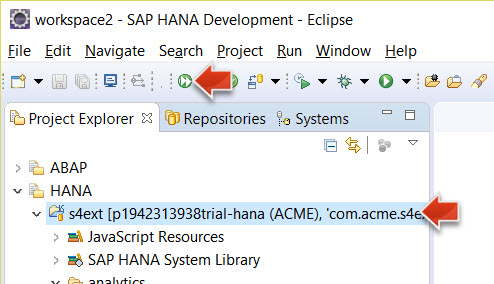 workspace2 - SAP HANA Development - Eclipse
File Edit Navigate Search Project Run Window Help
Project Explorer Repositories Systems
ABAP
HANA
s4ext [p1942313938trial-hana (ACME), 'com.acme.s4e
JavaScript Resources
SAP HANA System Library
analytics